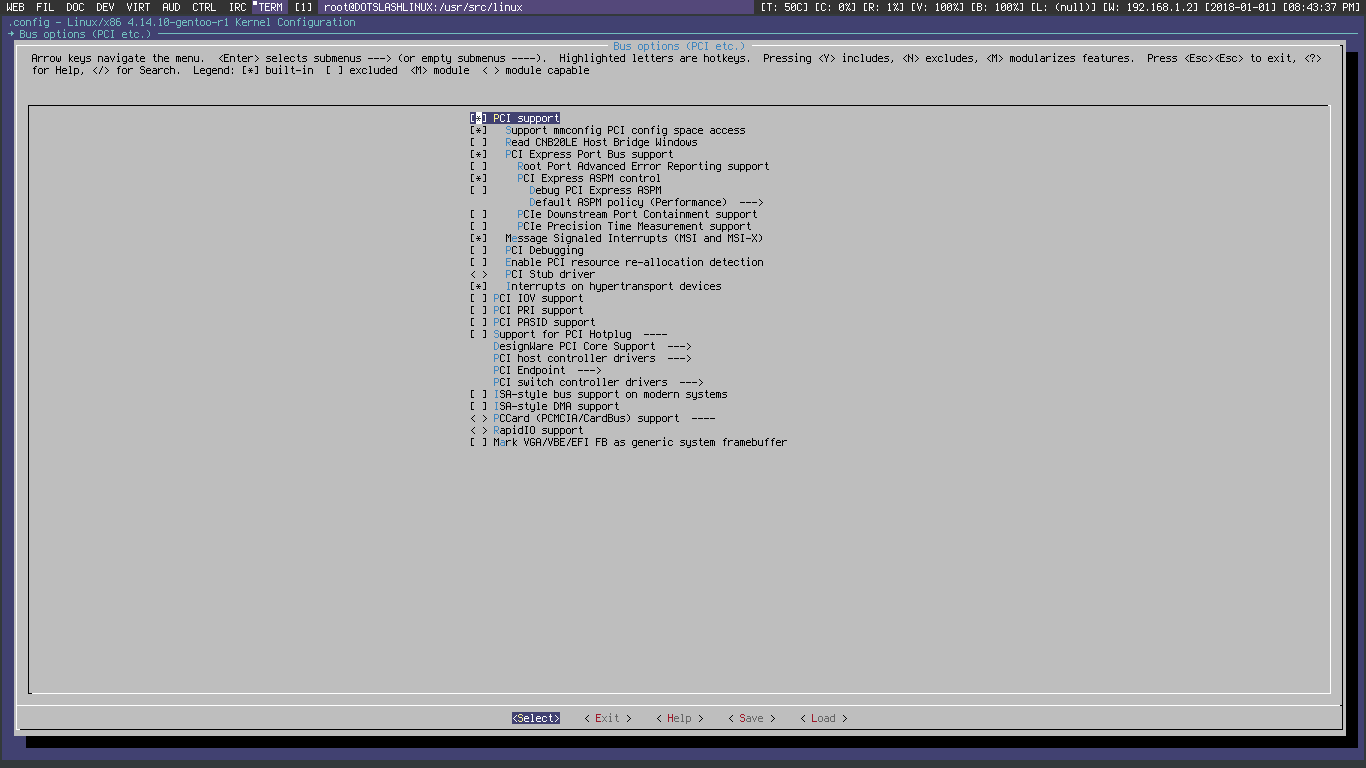 WEB FIL DOC DEV VIRT AUD CTRL IRC TERM [1] root@DOTSLASHLINUX:/usr/src/linux [T: 50C] [C: 0%] [R: 1%] [V: 100%] [B: 100%] [L: (null)] [W: 192.168.1.2] [2018-01-01] [08:43:37 PM]
.config - Linux/x86 4.14.10-gentoo-r1 Kernel Configuration
→ Bus options (PCI etc.)
Bus options (PCI etc.)
Arrow keys navigate the menu.  <Enter> selects submenus ---> (or empty submenus ----).  Highlighted letters are hotkeys.  Pressing <Y> includes, <N> excludes, <M> modularizes features.  Press <Esc><Esc> to exit, <?>
for Help, </> for Search.  Legend: [*] built-in  [ ] excluded  <M> module  < > module capable
[*] PCI support
[*]   Support mmconfig PCI config space access
[ ]   Read CNB20LE Host Bridge Windows
[*]   PCI Express Port Bus support
[ ]     Root Port Advanced Error Reporting support
[*]     PCI Express ASPM control
[ ]       Debug PCI Express ASPM
Default ASPM policy (Performance)  --->
[ ]     PCIe Downstream Port Containment support
[ ]     PCIe Precision Time Measurement support
[*]   Message Signaled Interrupts (MSI and MSI-X)
[ ]   PCI Debugging
[ ]   Enable PCI resource re-allocation detection
< >   PCI Stub driver
[*]   Interrupts on hypertransport devices
[ ] PCI IOV support
[ ] PCI PRI support
[ ] PCI PASID support
[ ] Support for PCI Hotplug  ----
DesignWare PCI Core Support  --->
PCI host controller drivers  --->
PCI Endpoint  --->
PCI switch controller drivers  --->
[ ] ISA-style bus support on modern systems
[ ] ISA-style DMA support
< > PCCard (PCMCIA/CardBus) support  ----
< > RapidIO support
[ ] Mark VGA/VBE/EFI FB as generic system framebuffer
<Select>    < Exit >    < Help >    < Save >    < Load >